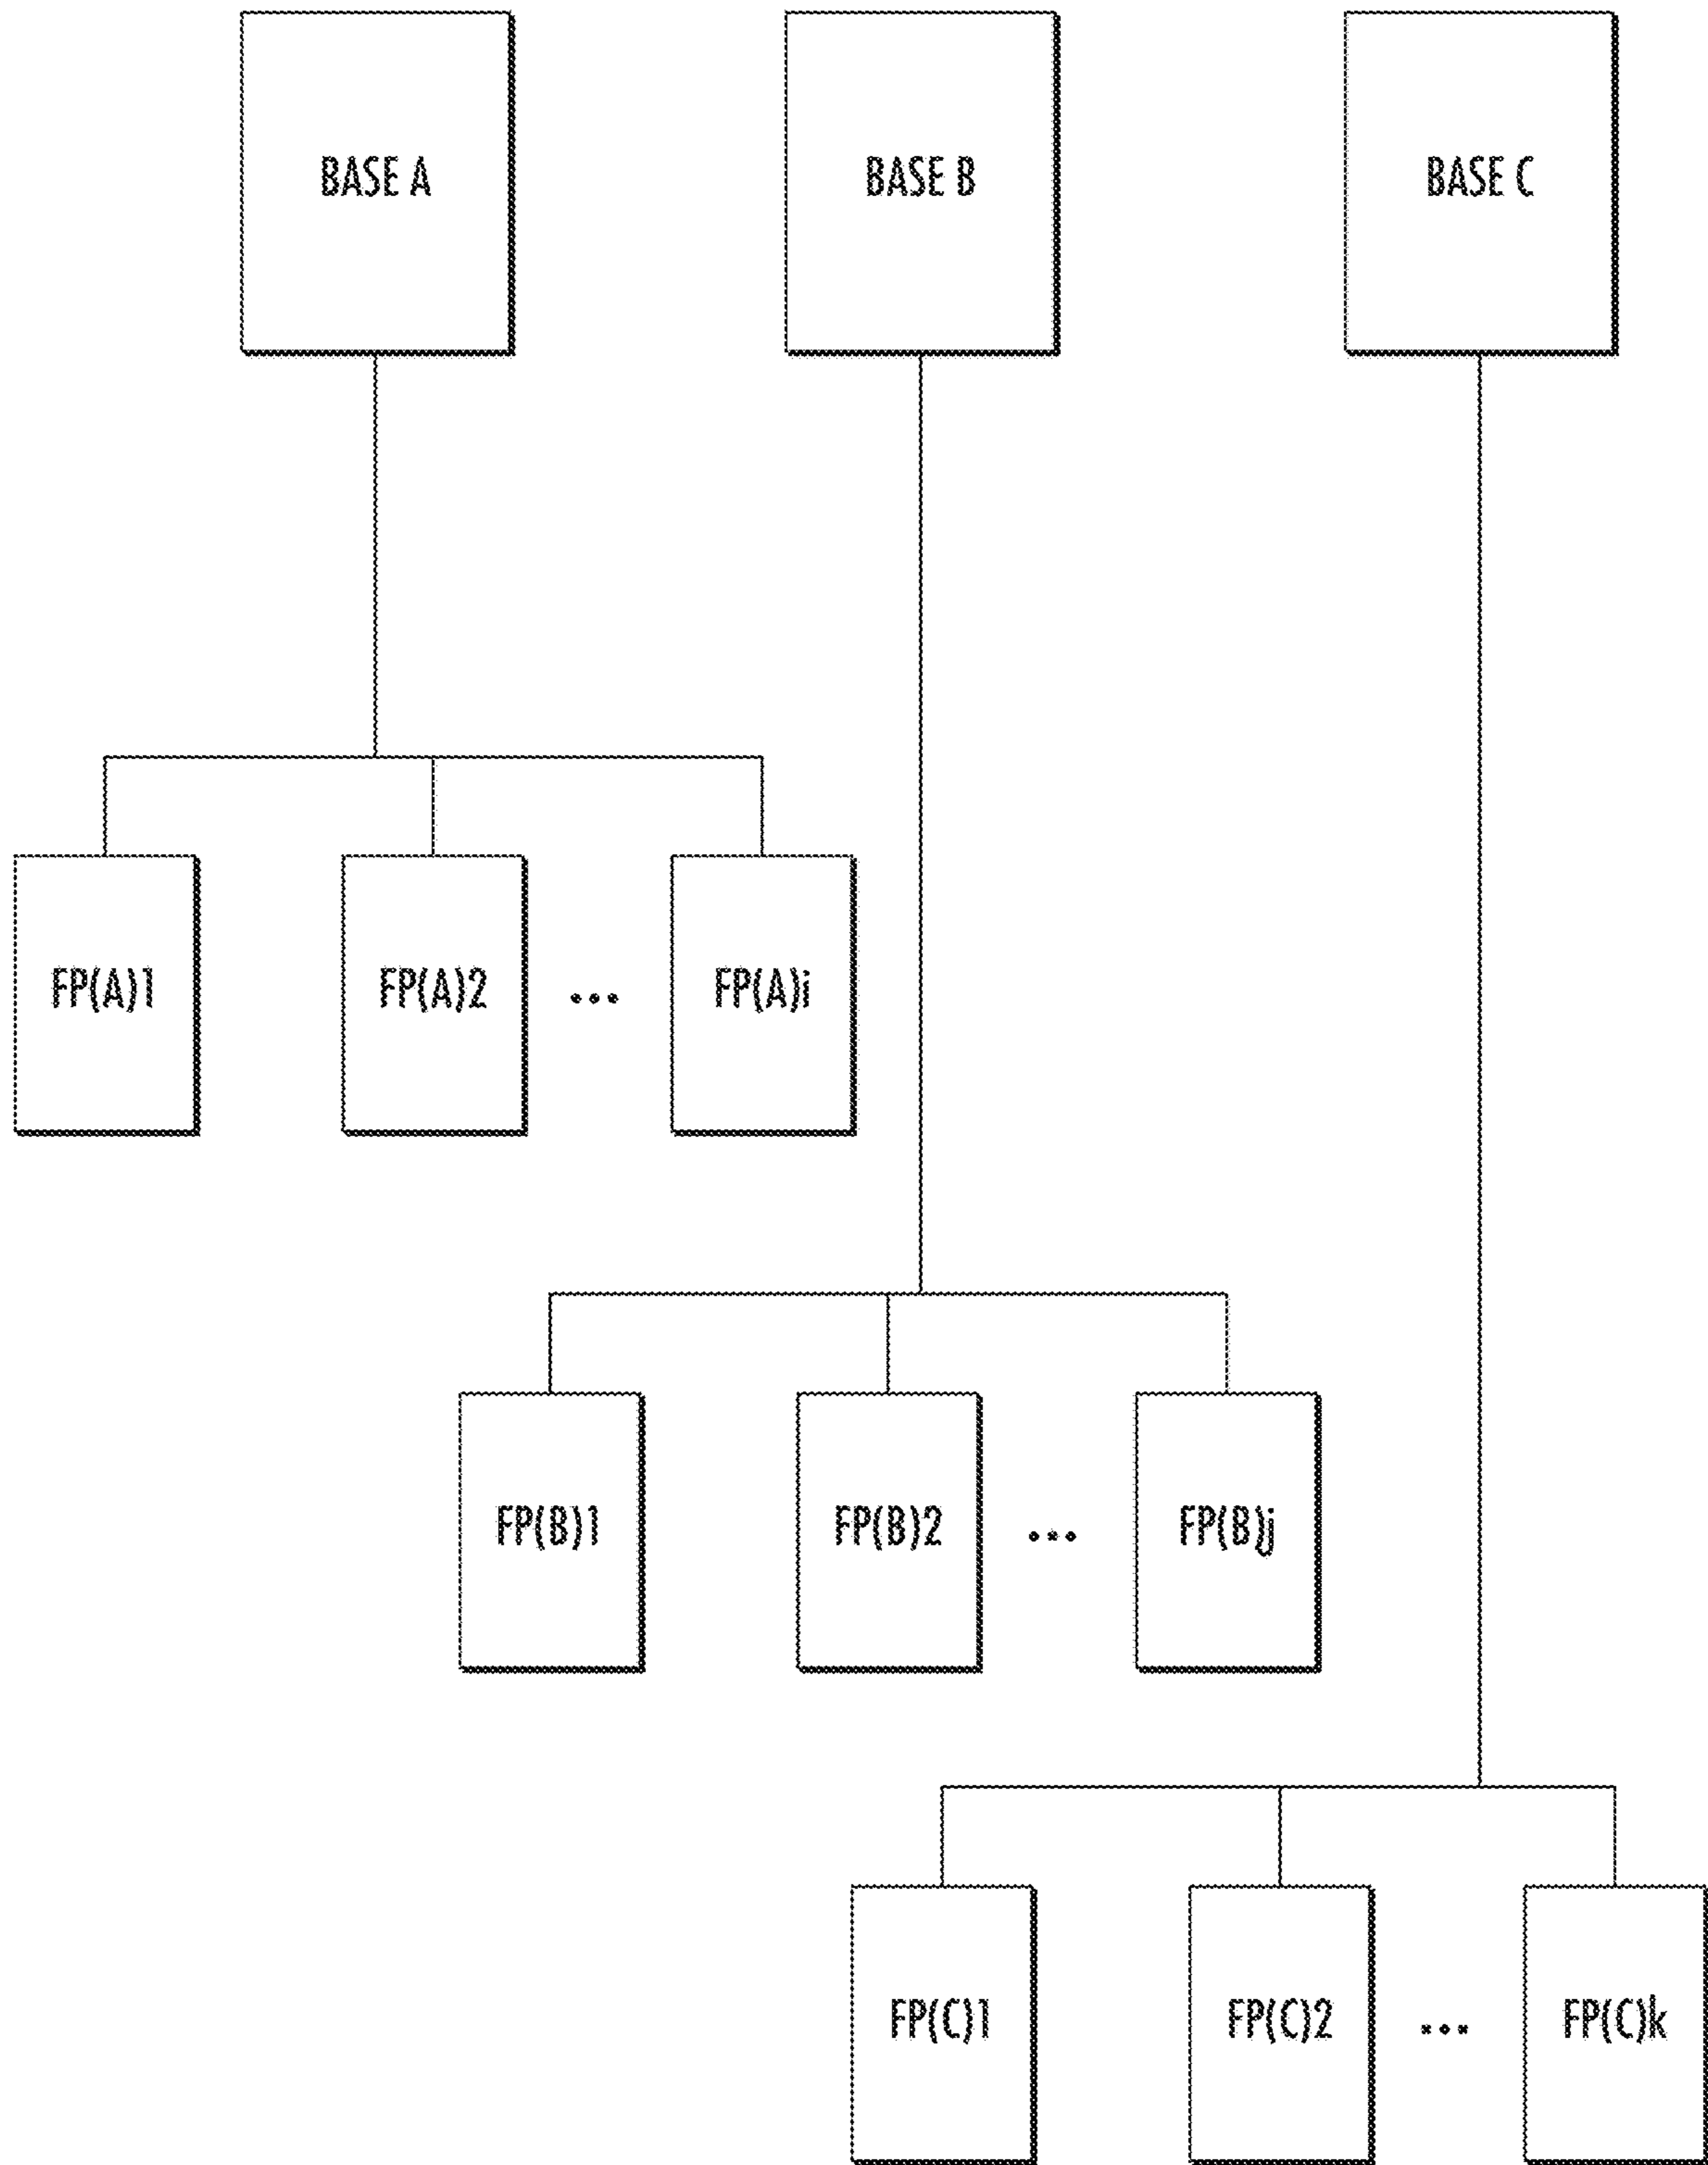 BASE A
BASE B
BASE C
FP(A)1
FP(A)2
...
FP(A)i
FP(B)1
FP(B)2
...
FP(B)j
FP(C)1
FP(C)2
...
FP(C)k